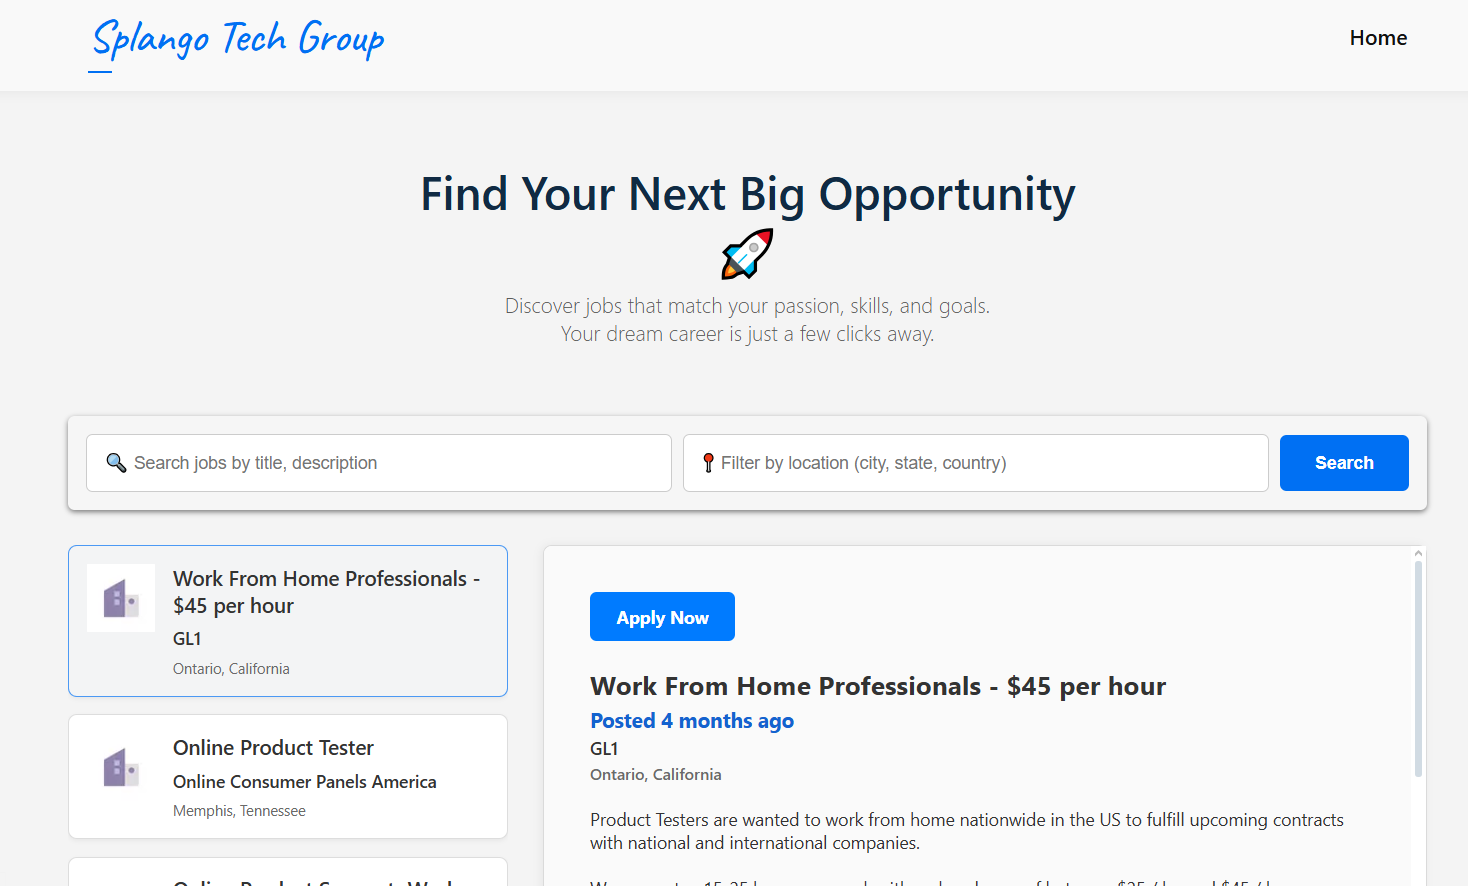 Splango Tech Group
Home
Find Your Next Big Opportunity
Discover jobs that match your passion, skills, and goals.
Your dream career is just a few clicks away.
Search jobs by title, description
Filter by location (city, state, country)
Search
Work From Home Professionals -
$45 per hour
GL1
Ontario, California
Online Product Tester
Online Consumer Panels America
Memphis, Tennessee
Apply Now
Work From Home Professionals - $45 per hour
Posted 4 months ago
GL1
Ontario, California
Product Testers are wanted to work from home nationwide in the US to fulfill upcoming contracts
with national and international companies.